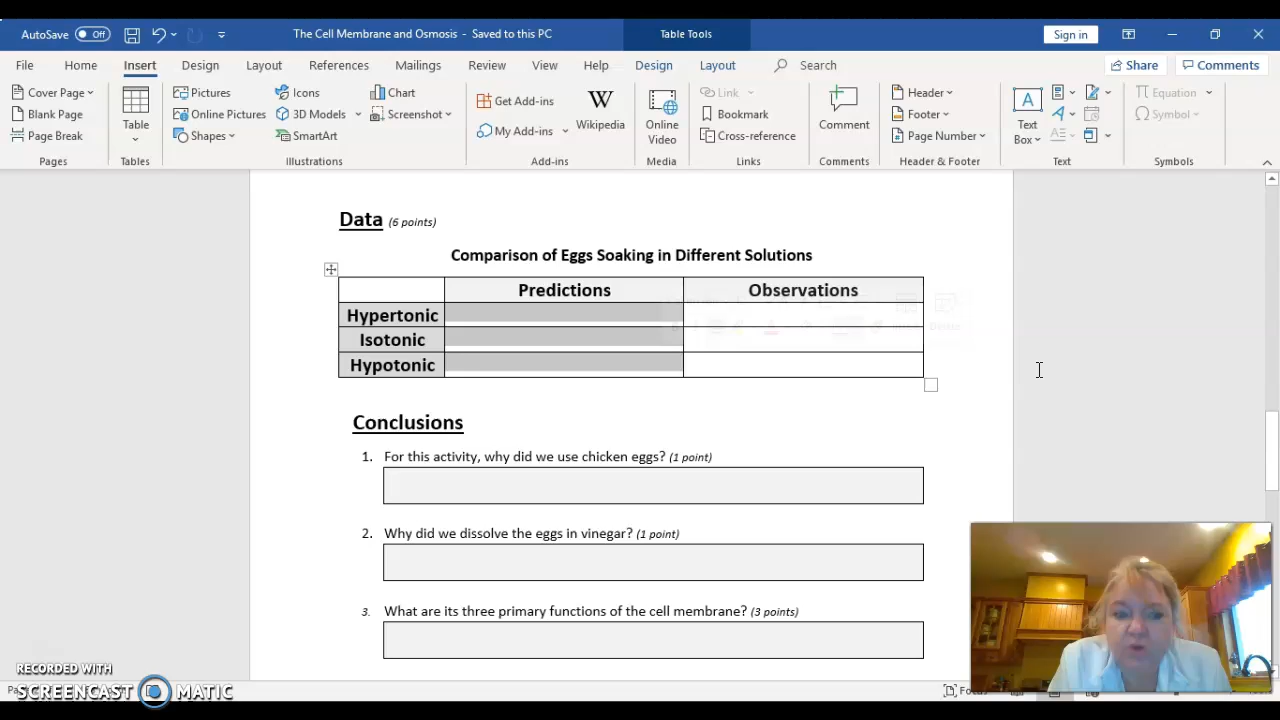 AutoSave Off The Cell Membrane and Osmosis - Saved to this PC Table Tools Sign in
File Home Insert Design Layout References Mailings Review View Help Design Layout Search Share Comments
Cover Page Pictures Icons Chart Get Add-ins Link Header Equation
Blank Page Online Pictures 3D Models Screenshot Bookmark Footer Symbol
Page Break Table Shapes SmartArt My Add-ins Wikipedia Online Video Cross-reference Comment Page Number Text Box
Pages Tables Illustrations Add-ins Media Links Comments Header & Footer Text Symbols
Data (6 points)
Comparison of Eggs Soaking in Different Solutions
Predictions Observations
Hypertonic
Isotonic
Hypotonic
Conclusions
1. For this activity, why did we use chicken eggs? (1 point)
2. Why did we dissolve the eggs in vinegar? (1 point)
3. What are its three primary functions of the cell membrane? (3 points)
RECORDED WITH
SCREENCAST MATIC
Focus